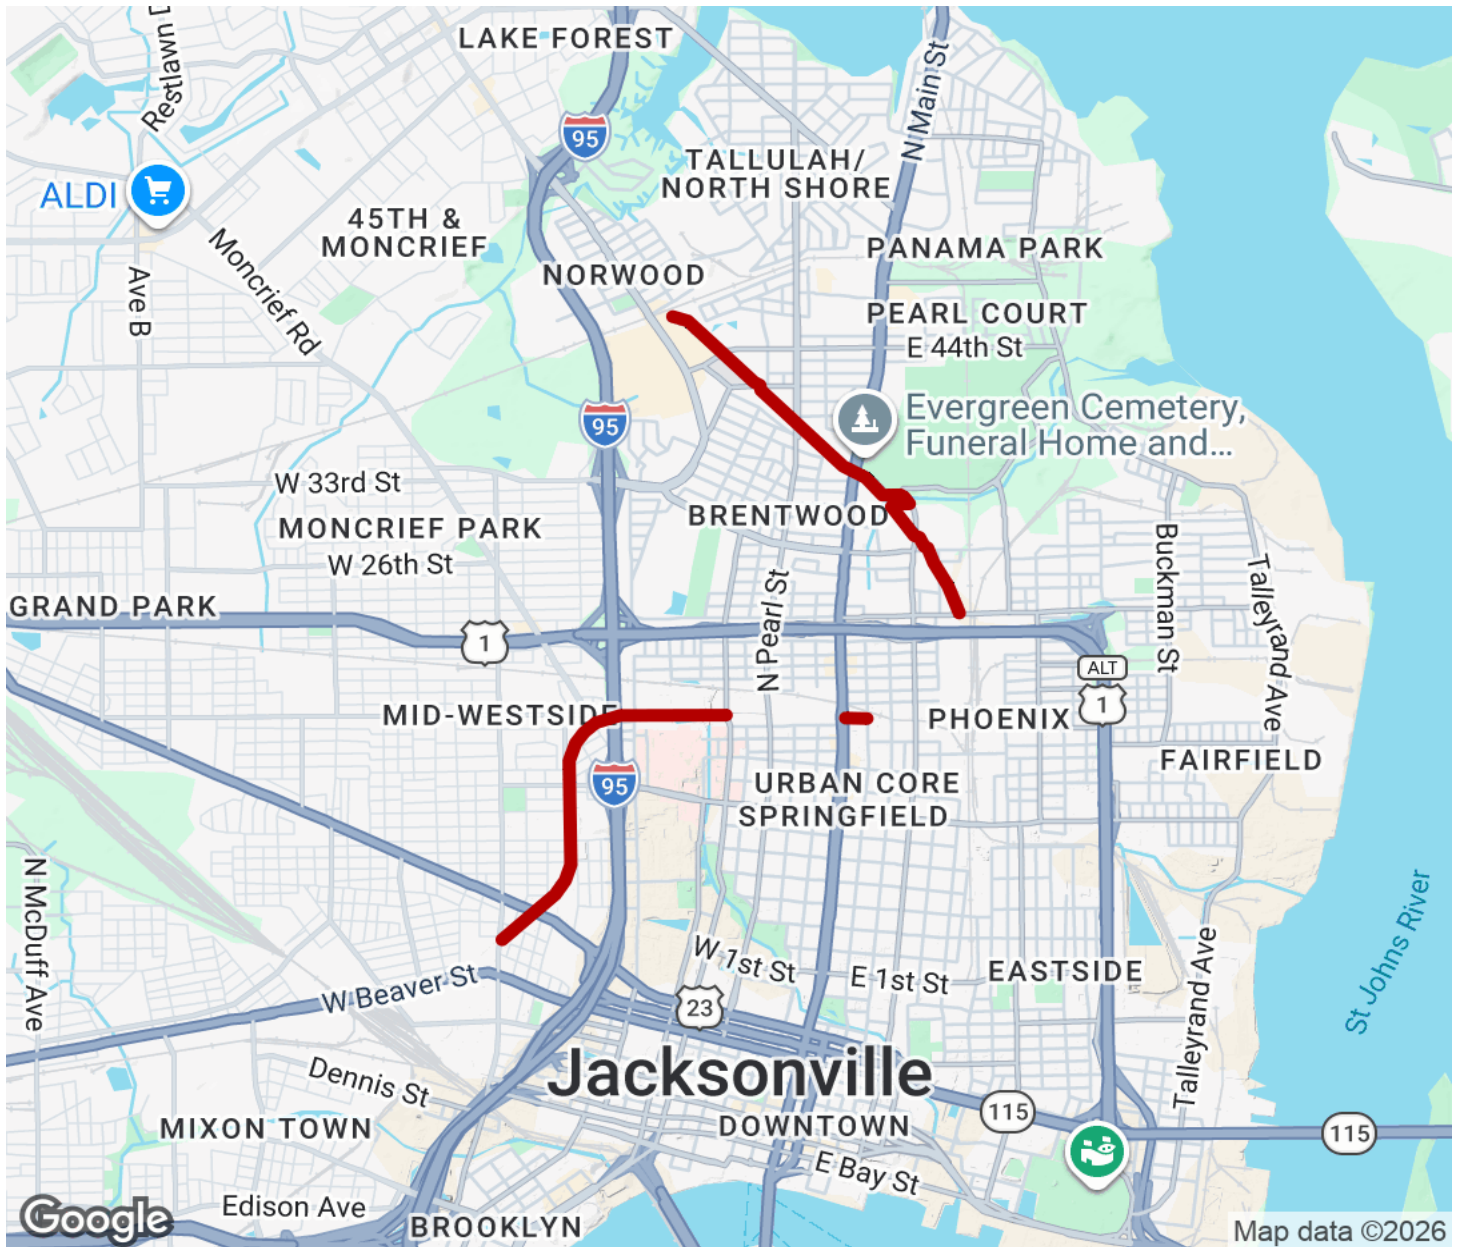 LAKE FOREST
Restlawn
95
N Main St
TALLULAH/
NORTH SHORE
ALDI
45TH &
MONCRIEF
Moncrief Rd
PANAMA PARK
NORWOOD
Ave B
PEARL COURT
E 44th St
95
Evergreen Cemetery,
Funeral Home and...
W 33rd St
MONCRIEF PARK
BRENTWOOD
W 26th St
Buckman St
Talleyrand Ave
GRAND PARK
1
N Pearl St
ALT
1
MID-WESTSIDE
PHOENIX
FAIRFIELD
95
URBAN CORE
SPRINGFIELD
N McDuff Ave
St Johns River
W 1st St
E 1st St
EASTSIDE
W Beaver St
23
Talleyrand Ave
Jacksonville
Dennis St
115
MIXON TOWN
DOWNTOWN
115
E Bay St
Edison Ave
Google
BROOKLYN
Map data ©2026